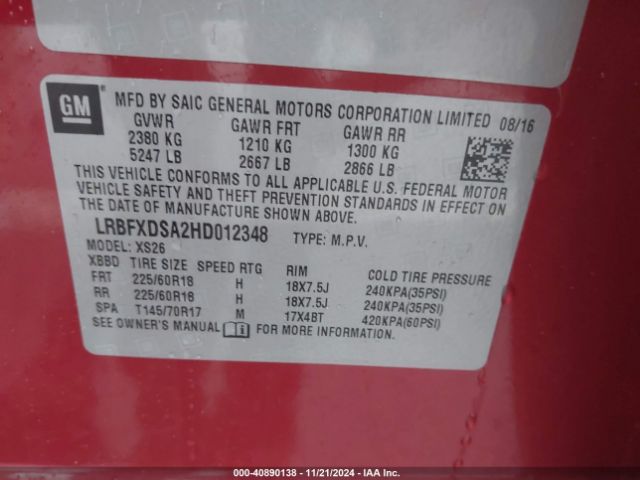 GM
MFD BY SAIC GENERAL MOTORS CORPORATION LIMITED 08/16
GVWR GAWR FRT GAWR RR
2380 KG 1210 KG 1300 KG
5247 LB 2667 LB 2866 LB
THIS VEHICLE CONFORMS TO ALL APPLICABLE U.S. FEDERAL MOTOR
VEHICLE SAFETY AND THEFT PREVENTION STANDARDS IN EFFECT ON
THE DATE OF MANUFACTURE SHOWN ABOVE.
LRBFXDSA2HD012348 TYPE: M.P.V.
MODEL: XS26
XBBD TIRE SIZE SPEED RTG RIM COLD TIRE PRESSURE
FRT 225/60R18 H 18X7.5J 240KPA(35PSI)
RR 225/60R18 H 18X7.5J 240KPA(35PSI)
SPA T145/70R17 M 17X4BT 420KPA(60PSI)
SEE OWNER'S MANUAL FOR MORE INFORMATION.
000-40890138 - 11/21/2024 - IAA Inc.